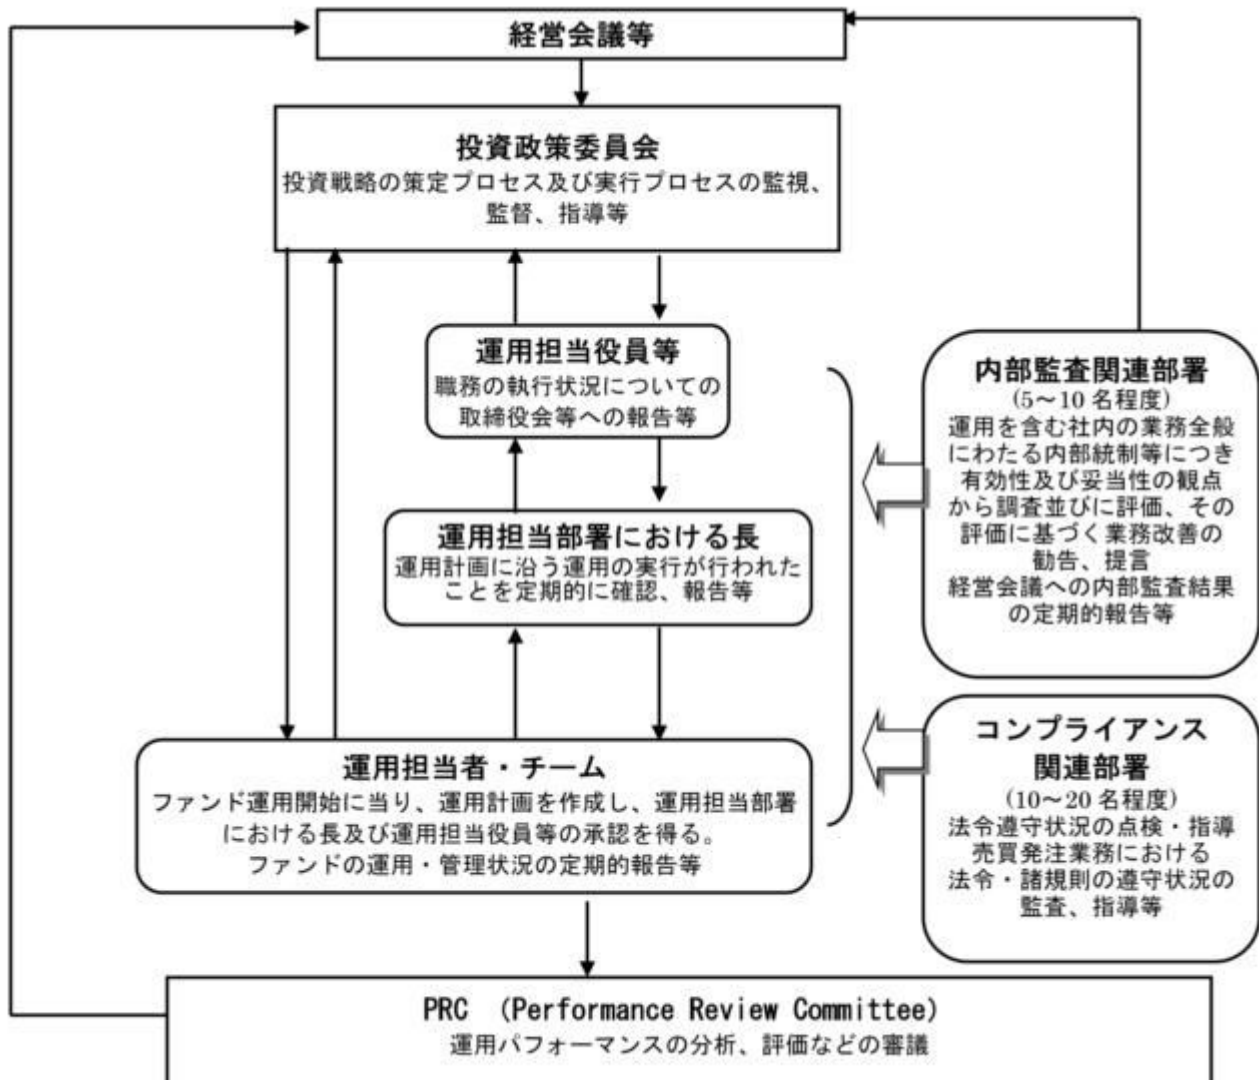 経営会議等
投資政策委員会
投資戦略の策定プロセス及び実行プロセスの監視、
監督、指導等
運用担当役員等
職務の執行状況についての
取締役会等への報告等
運用担当部署における長
運用計画に沿う運用の実行が行われた
ことを定期的に確認、報告等
運用担当者・チーム
ファンド運用開始に当り、運用計画を作成し、運用担当部署
における長及び運用担当役員等の承認を得る。
ファンドの運用・管理状況の定期的報告等
内部監査関連部署
(5～10 名程度)
運用を含む社内の業務全般
にわたる内部統制等につき
有効性及び妥当性の観点
から調査並びに評価、その
評価に基づく業務改善の
勧告、提言
経営会議への内部監査結果
の定期的報告等
コンプライアンス
関連部署
(10～20 名程度)
法令遵守状況の点検・指導
売買発注業務における
法令・諸規則の遵守状況の
監査、指導等
PRC （Performance Review Committee)
運用パフォーマンスの分析、評価などの審議